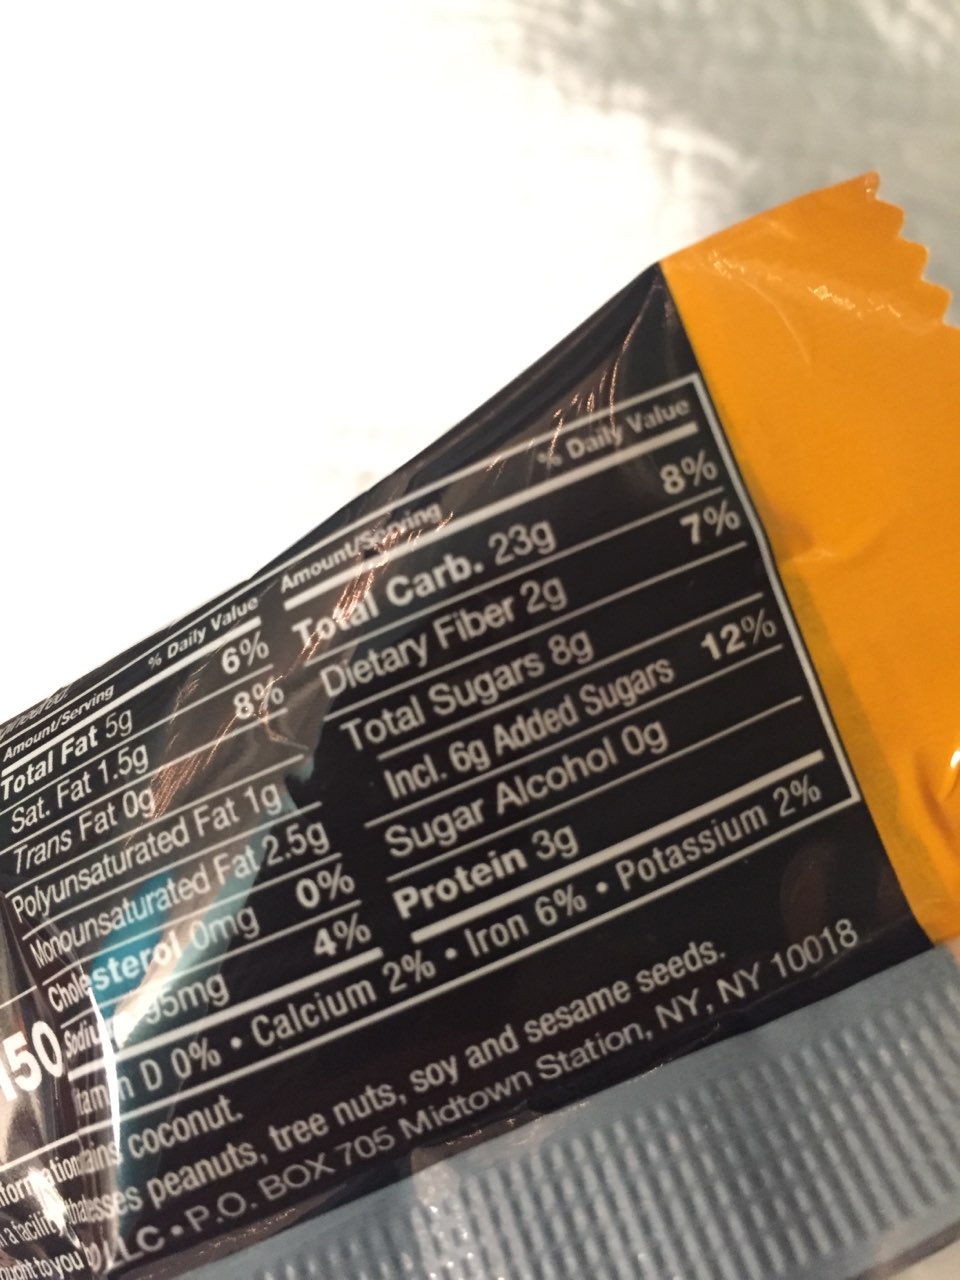 Amount/Serving % Daily Value
Total Fat 5g 6%
Sat. Fat 1.5g 8%
Trans Fat 0g
Polyunsaturated Fat 1g
Monounsaturated Fat 2.5g
Cholesterol 0mg 0%
95mg 4%
Amount/Serving % Daily Value
Total Carb. 23g 8%
Dietary Fiber 2g 7%
Total Sugars 8g
Incl. 6g Added Sugars 12%
Sugar Alcohol 0g
Protein 3g
D 0% • Calcium 2% • Iron 6% • Potassium 2%
150
coconut.
peanuts, tree nuts, soy and sesame seeds.
to you LLC • P.O. BOX 705 Midtown Station, NY, NY 10018